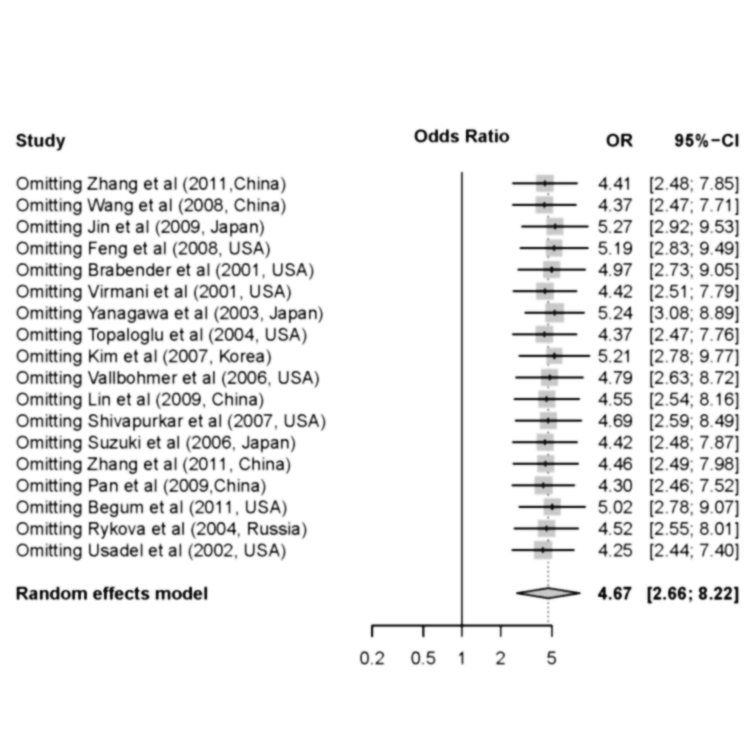 Study Odds Ratio OR 95%−CI
Omitting Zhang et al (2011,China) 4.41 [2.48; 7.85]
Omitting Wang et al (2008, China) 4.37 [2.47; 7.71]
Omitting Jin et al (2009, Japan) 5.27 [2.92; 9.53]
Omitting Feng et al (2008, USA) 5.19 [2.83; 9.49]
Omitting Brabender et al (2001, USA) 4.97 [2.73; 9.05]
Omitting Virmani et al (2001, USA) 4.42 [2.51; 7.79]
Omitting Yanagawa et al (2003, Japan) 5.24 [3.08; 8.89]
Omitting Topaloglu et al (2004, USA) 4.37 [2.47; 7.76]
Omitting Kim et al (2007, Korea) 5.21 [2.78; 9.77]
Omitting Vallbohmer et al (2006, USA) 4.79 [2.63; 8.72]
Omitting Lin et al (2009, China) 4.55 [2.54; 8.16]
Omitting Shivapurkar et al (2007, USA) 4.69 [2.59; 8.49]
Omitting Suzuki et al (2006, Japan) 4.42 [2.48; 7.87]
Omitting Zhang et al (2011, China) 4.46 [2.49; 7.98]
Omitting Pan et al (2009,China) 4.30 [2.46; 7.52]
Omitting Begum et al (2011, USA) 5.02 [2.78; 9.07]
Omitting Rykova et al (2004, Russia) 4.52 [2.55; 8.01]
Omitting Usadel et al (2002, USA) 4.25 [2.44; 7.40]
Random effects model 4.67 [2.66; 8.22]
0.2 0.5 1 2 5